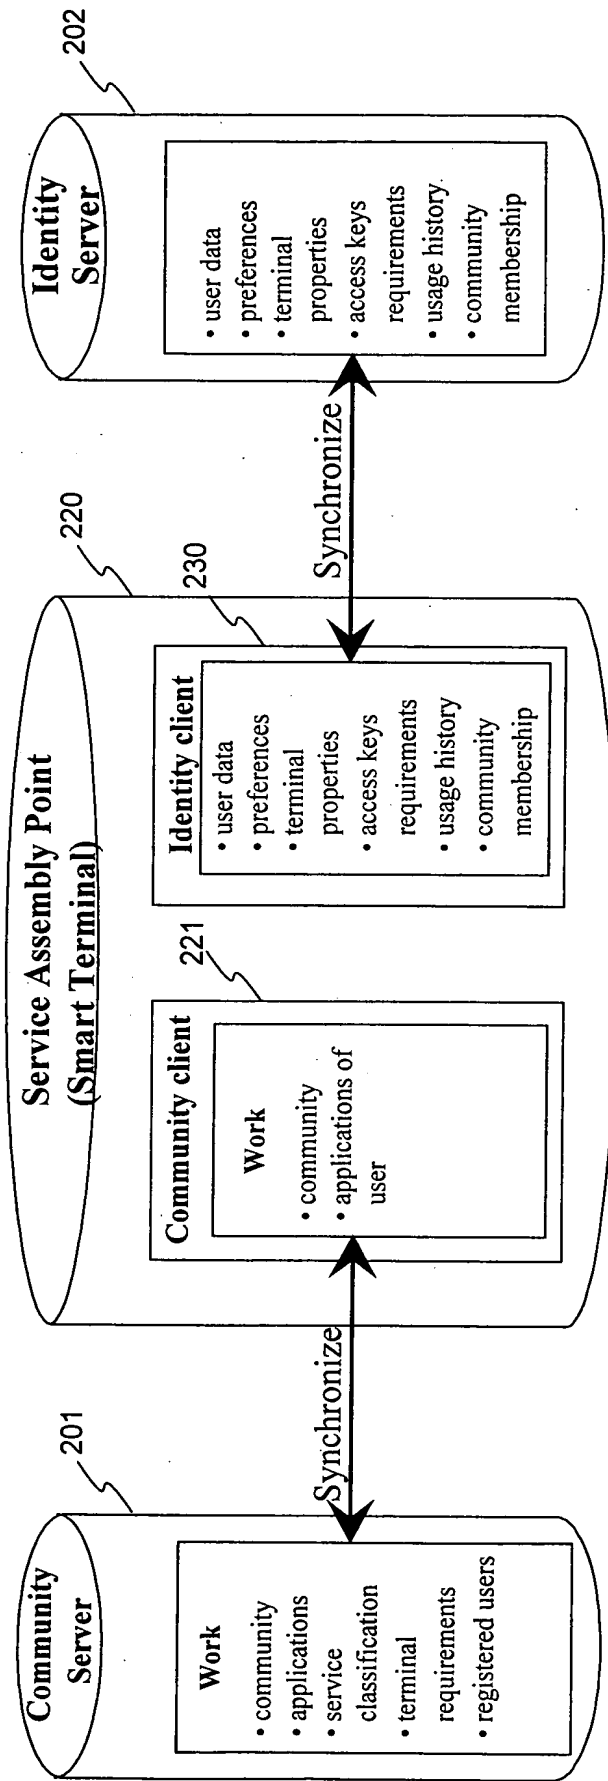 Community
Server
201
Work
• community
• applications
• service
classification
• terminal
requirements
• registered users
Synchronize
Service Assembly Point
(Smart Terminal)
220
Community client
221
Work
• community
• applications of
user
Identity client
230
• user data
• preferences
• terminal
properties
• access keys
requirements
• usage history
• community
membership
Synchronize
Identity
Server
202
• user data
• preferences
• terminal
properties
• access keys
requirements
• usage history
• community
membership